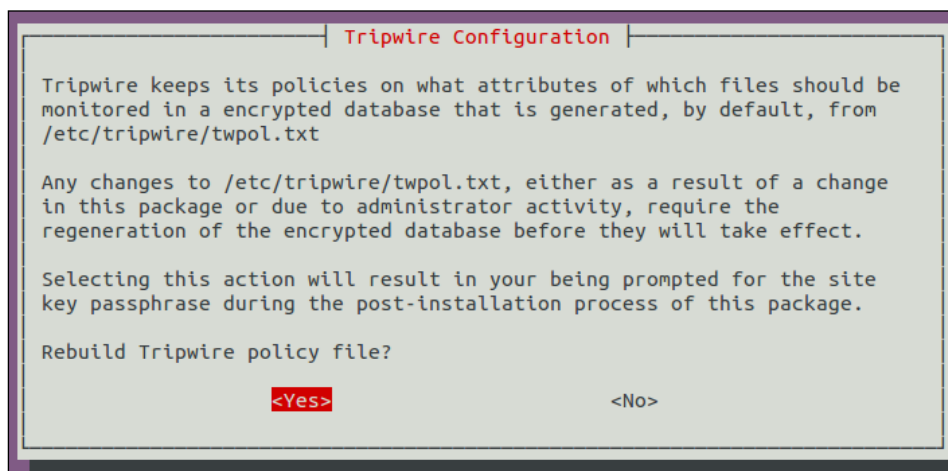 Tripwire Configuration
Tripwire keeps its policies on what attributes of which files should be
monitored in a encrypted database that is generated, by default, from
/etc/tripwire/twpol.txt
Any changes to /etc/tripwire/twpol.txt, either as a result of a change
in this package or due to administrator activity, require the
regeneration of the encrypted database before they will take effect.
Selecting this action will result in your being prompted for the site
key passphrase during the post-installation process of this package.
Rebuild Tripwire policy file?
<Yes> <No>